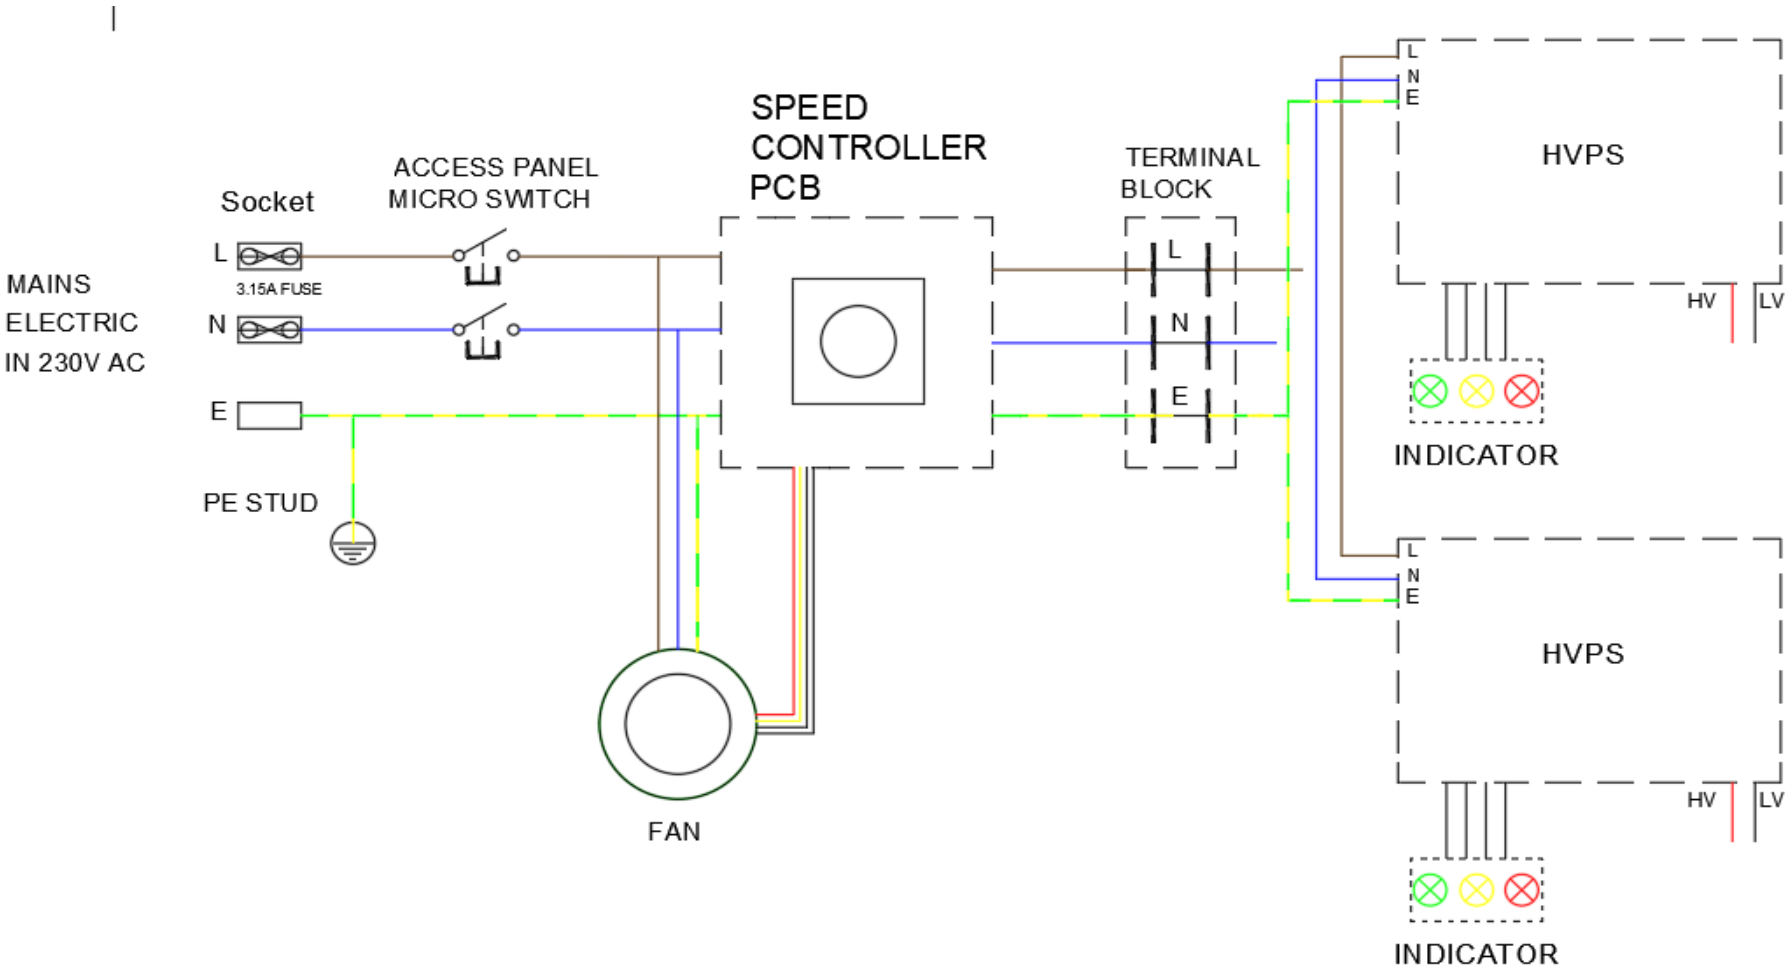 SPEED
CONTROLLER
PCB
ACCESS PANEL
MICRO SWITCH
TERMINAL
BLOCK
Socket
L
3.15A FUSE
MAINS
ELECTRIC
IN 230V AC
N
E
PE STUD
FAN
L
N
E
L
N
E
HVPS
HV
LV
INDICATOR
L
N
E
HVPS
HV
LV
INDICATOR